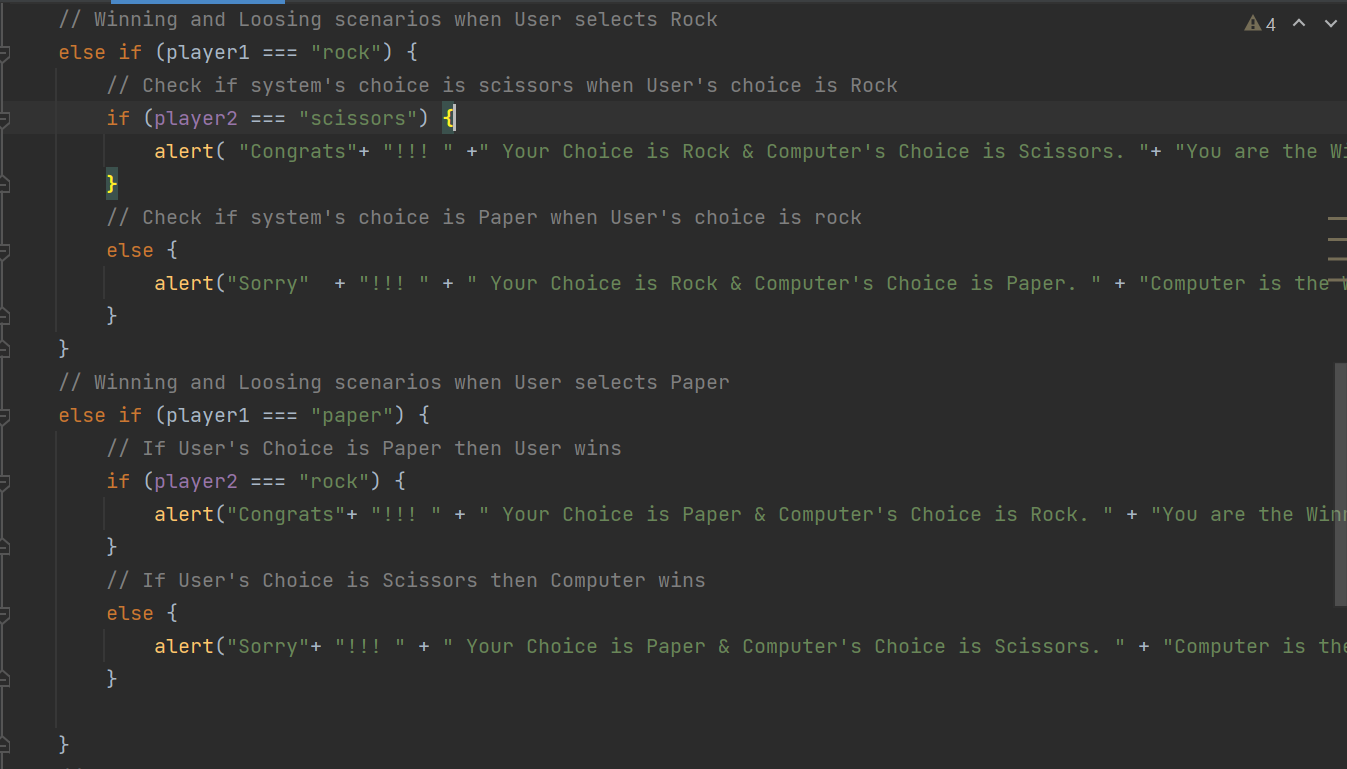 // Winning and Loosing scenarios when User selects Rock
4
else if (player1 === "rock") {
// Check if system's choice is scissors when User's choice is Rock
if (player2 === "scissors") {
alert( "Congrats"+ "!!! " +" Your Choice is Rock & Computer's Choice is Scissors. "+ "You are the Wi
}
// Check if system's choice is Paper when User's choice is rock
else {
alert("Sorry"  + "!!! " + " Your Choice is Rock & Computer's Choice is Paper. " + "Computer is the W
}
}
// Winning and Loosing scenarios when User selects Paper
else if (player1 === "paper") {
// If User's Choice is Paper then User wins
if (player2 === "rock") {
alert("Congrats"+ "!!! " + " Your Choice is Paper & Computer's Choice is Rock. " + "You are the Winn
}
// If User's Choice is Scissors then Computer wins
else {
alert("Sorry"+ "!!! " + " Your Choice is Paper & Computer's Choice is Scissors. " + "Computer is the
}
}